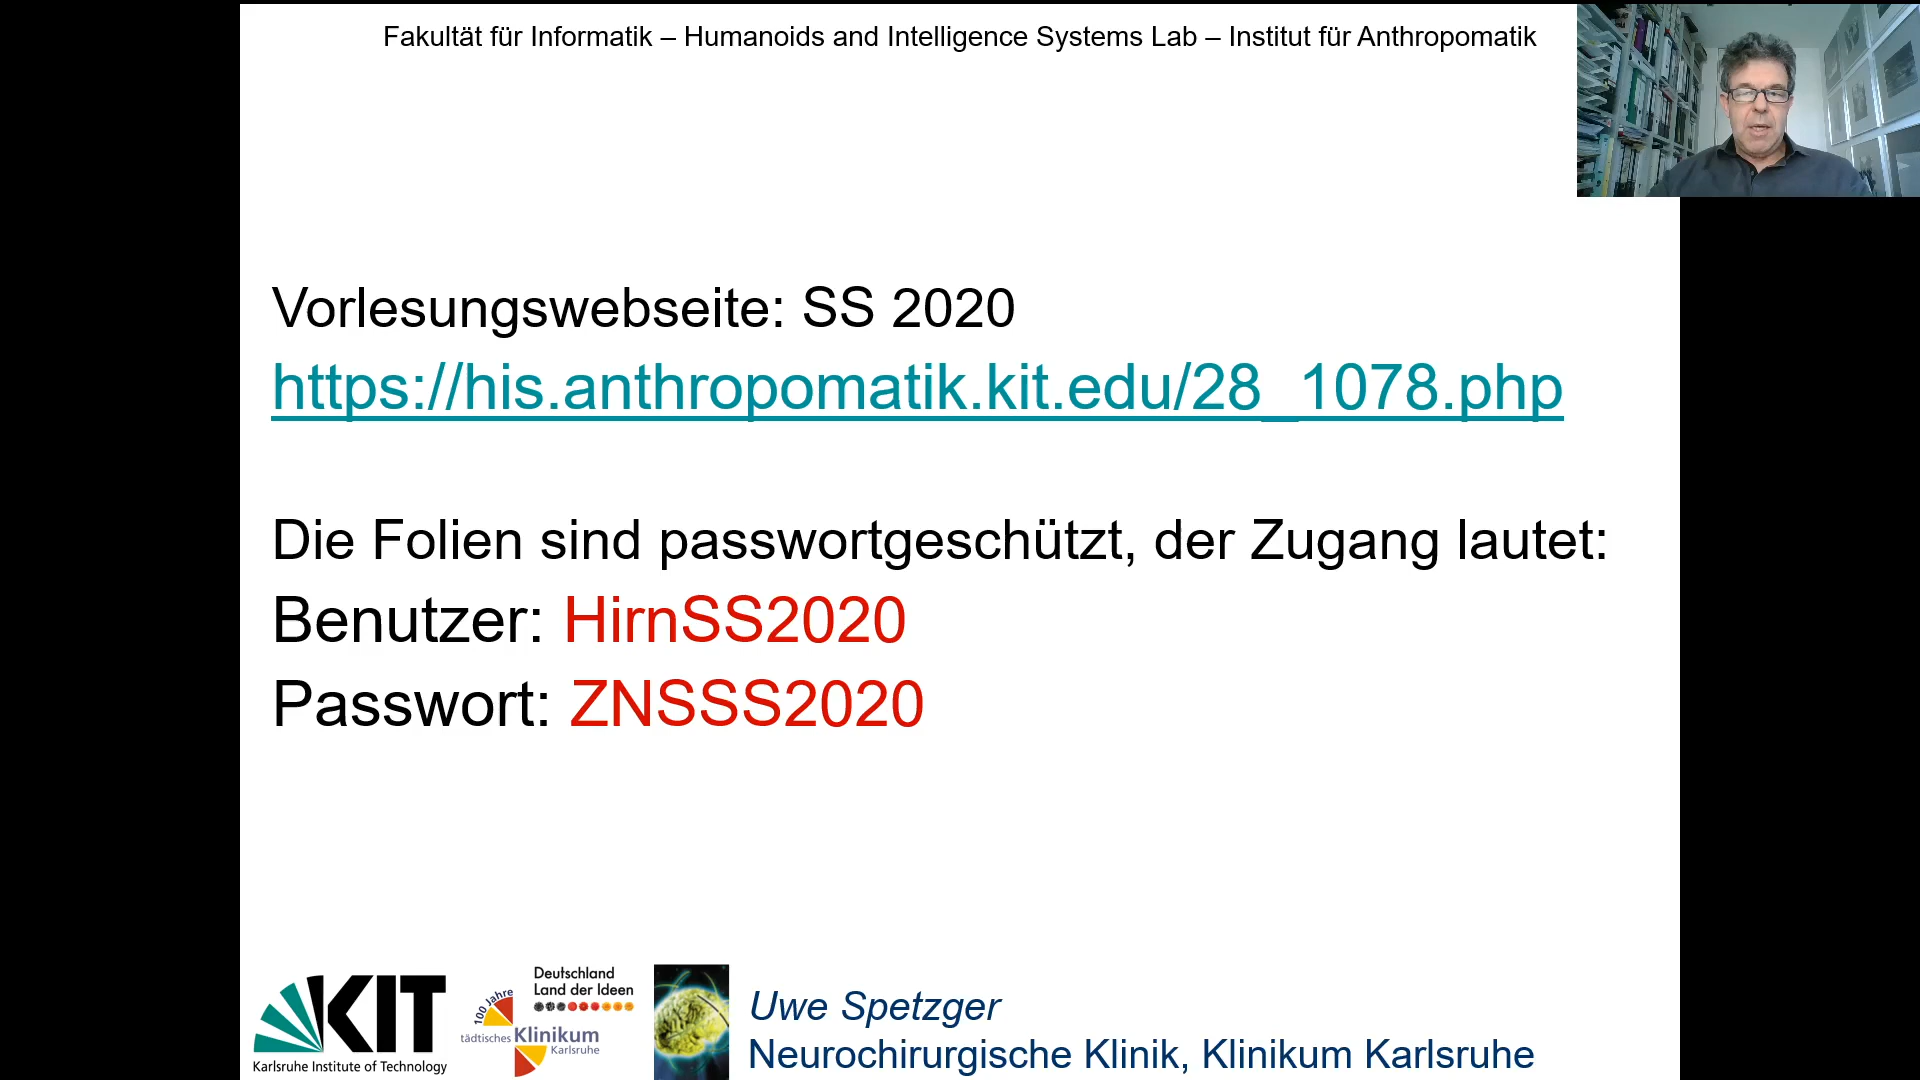 Fakultät für Informatik – Humanoids and Intelligence Systems Lab – Institut für Anthropomatik
Vorlesungswebseite: SS 2020
https://his.anthropomatik.kit.edu/28_1078.php
Die Folien sind passwortgeschützt, der Zugang lautet:
Benutzer: HirnSS2020
Passwort: ZNSSS2020
KIT
Karlsruhe Institute of Technology
Deutschland
Land der Ideen
100 Jahre
tädtisches Klinikum
Karlsruhe
Uwe Spetzger
Neurochirurgische Klinik, Klinikum Karlsruhe